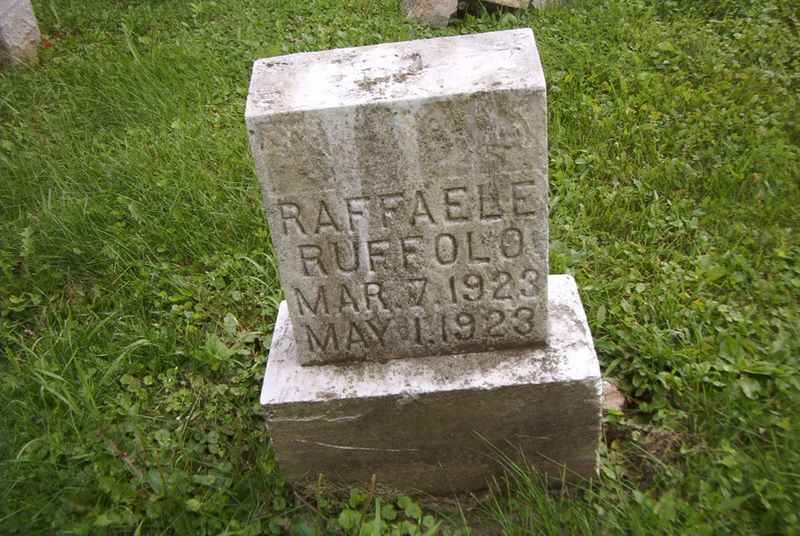 RAFFAELE
RUFFOLO
MAR. 7. 1923
MAY 1. 1923